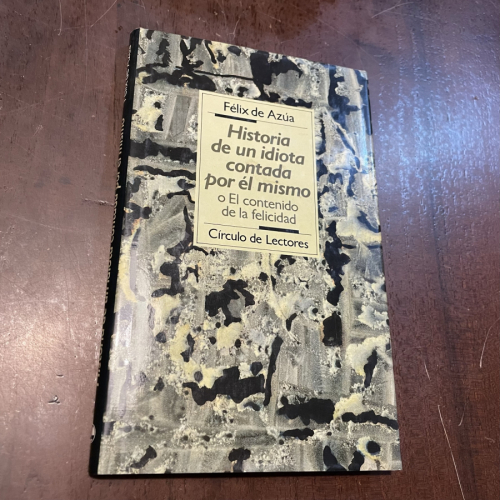 Félix de Azúa
Historia
de un idiota
contada
por él mismo
o El contenido
de la felicidad
Círculo de Lectores